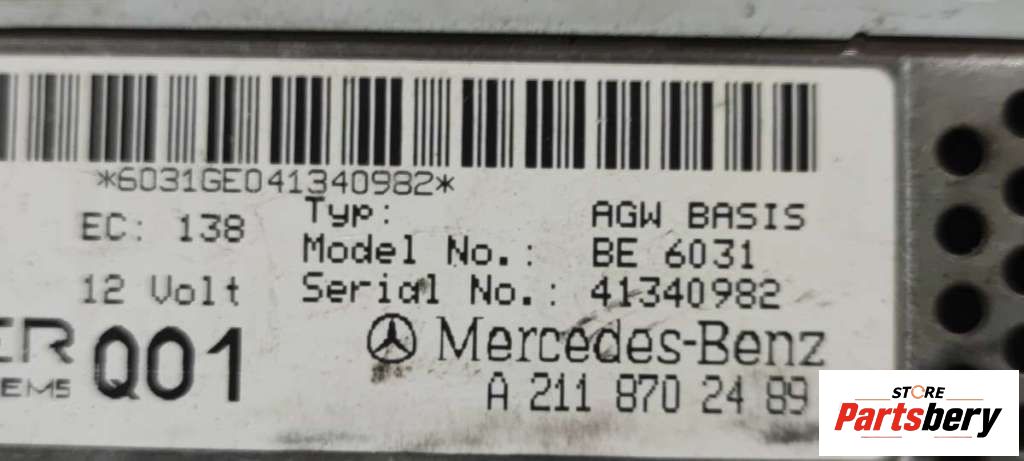 *6031GE041340982*
EC: 138
Typ: AGW BASIS
Model No.: BE 6031
12 Volt
Serial No.: 41340982
Q01
Mercedes-Benz
A 211 870 24 89
STORE
Partsbery